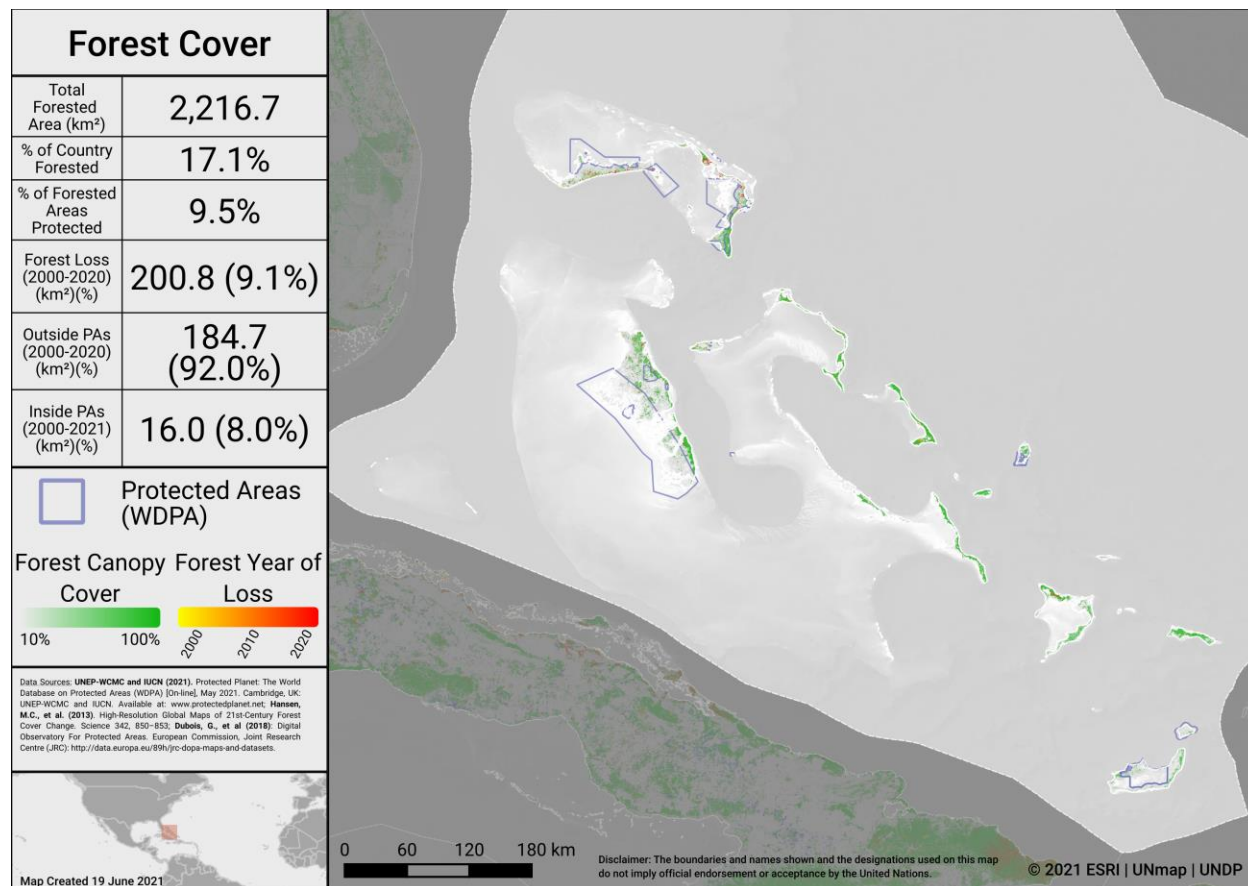 Forest Cover
Total
Forested
Area (km²)
2,216.7
% of Country
Forested
17.1%
% of Forested
Areas
Protected
9.5%
Forest Loss
(2000-2020)
(km²)(%)
200.8 (9.1%)
Outside PAs
(2000-2020)
(km²)(%)
184.7
(92.0%)
Inside PAs
(2000-2021)
(km²)(%)
16.0 (8.0%)
Protected Areas
(WDPA)
Forest Canopy
Cover
10%
100%
Forest Year of
Loss
2000
2010
2020
Data Sources: UNEP-WCMC and IUCN (2021). Protected Planet: The World
Database on Protected Areas (WDPA) [On-line], May 2021. Cambridge, UK:
UNEP-WCMC and IUCN. Available at: www.protectedplanet.net; Hansen,
M.C., et al. (2013). High-Resolution Global Maps of 21st-Century Forest
Cover Change. Science 342, 850–853; Dubois, G., et al (2018): Digital
Observatory For Protected Areas. European Commission, Joint Research
Centre (JRC): http://data.europa.eu/89h/jrc-dopa-maps-and-datasets.
Map Created 19 June 2021
0 60 120 180 km
Disclaimer: The boundaries and names shown and the designations used on this map
do not imply official endorsement or acceptance by the United Nations.
© 2021 ESRI | UNmap | UNDP